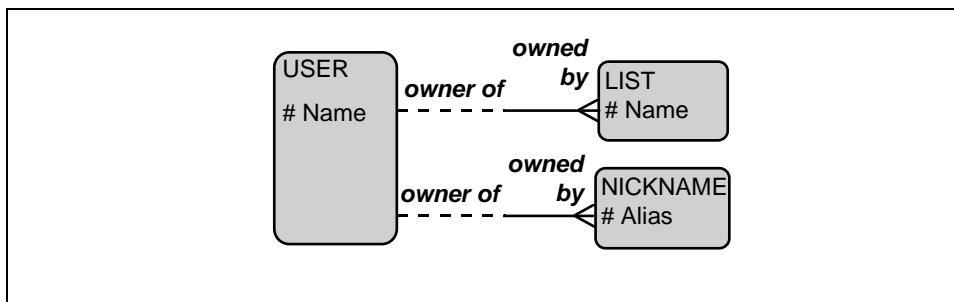 USER
# Name
owner of
owned
by
LIST
# Name
owner of
owned
by
NICKNAME
# Alias